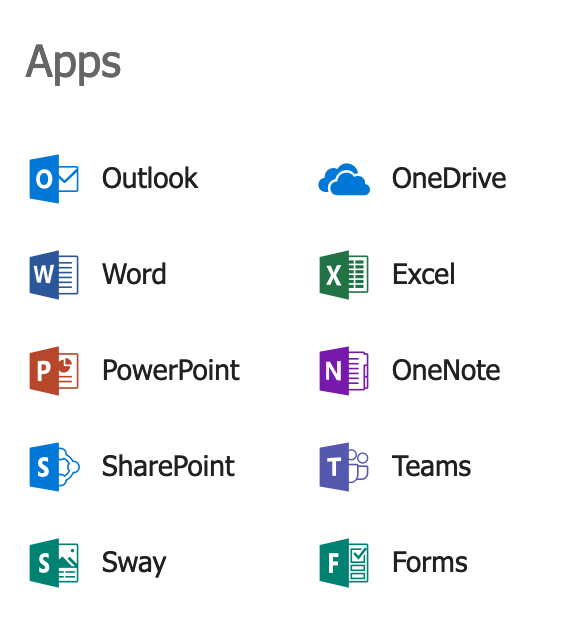 Apps
Outlook OneDrive
Word Excel
PowerPoint OneNote
SharePoint Teams
Sway Forms